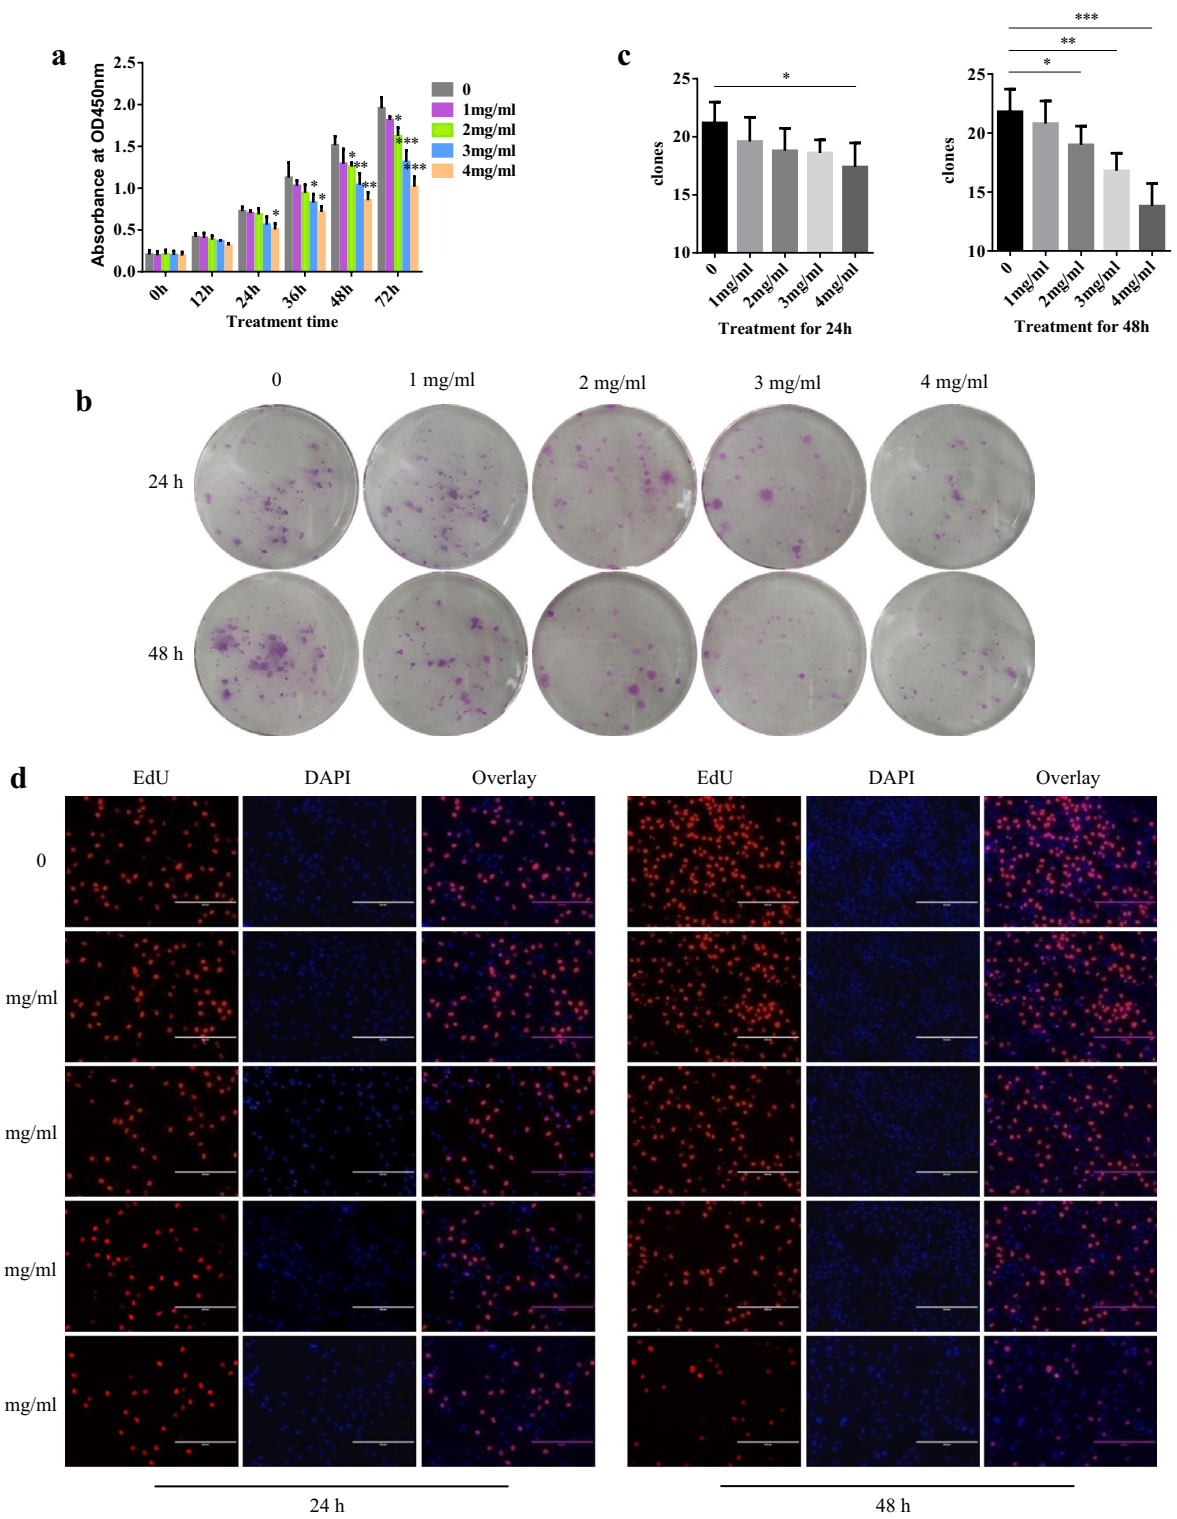 a
Absorbance at OD450nm
2.5
2.0
1.5
1.0
0.5
0.0
0h
12h
24h
36h
48h
72h
Treatment time
0
1mg/ml
2mg/ml
3mg/ml
4mg/ml
*
*
*
*
**
**
*
***
***
c
clones
25
20
15
10
*
0
1mg/ml
2mg/ml
3mg/ml
4mg/ml
Treatment for 24h
clones
25
20
15
10
***
**
*
0
1mg/ml
2mg/ml
3mg/ml
4mg/ml
Treatment for 48h
b
0
1 mg/ml
2 mg/ml
3 mg/ml
4 mg/ml
24 h
48 h
d
EdU
DAPI
Overlay
EdU
DAPI
Overlay
0
mg/ml
mg/ml
mg/ml
mg/ml
24 h
48 h